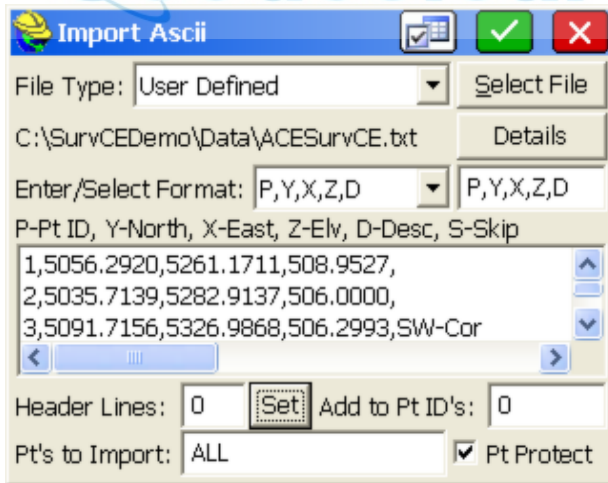 Import Ascii
File Type: User Defined Select File
C:\SurvCEDemo\Data\ACESurvCE.txt Details
Enter/Select Format: P,Y,X,Z,D P,Y,X,Z,D
P-Pt ID, Y-North, X-East, Z-Elv, D-Desc, S-Skip
1,5056.2920,5261.1711,508.9527,
2,5035.7139,5282.9137,506.0000,
3,5091.7156,5326.9868,506.2993,SW-Cor
Header Lines: 0 Set Add to Pt ID's: 0
Pt's to Import: ALL Pt Protect